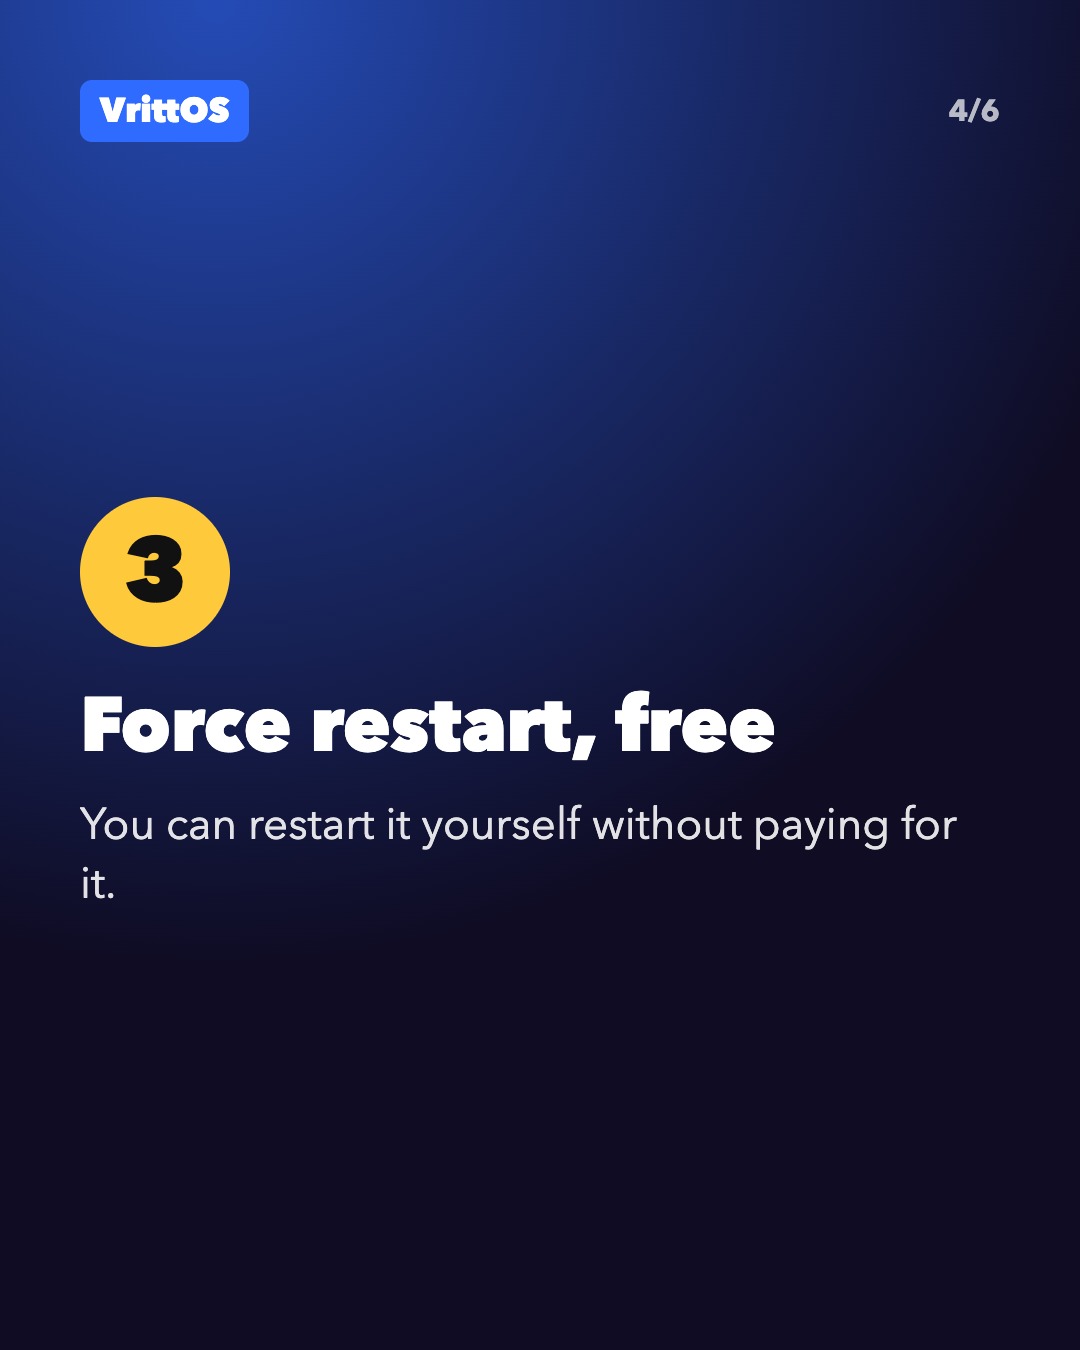 VrittOS
4/6
3
Force restart, free
You can restart it yourself without paying for
it.